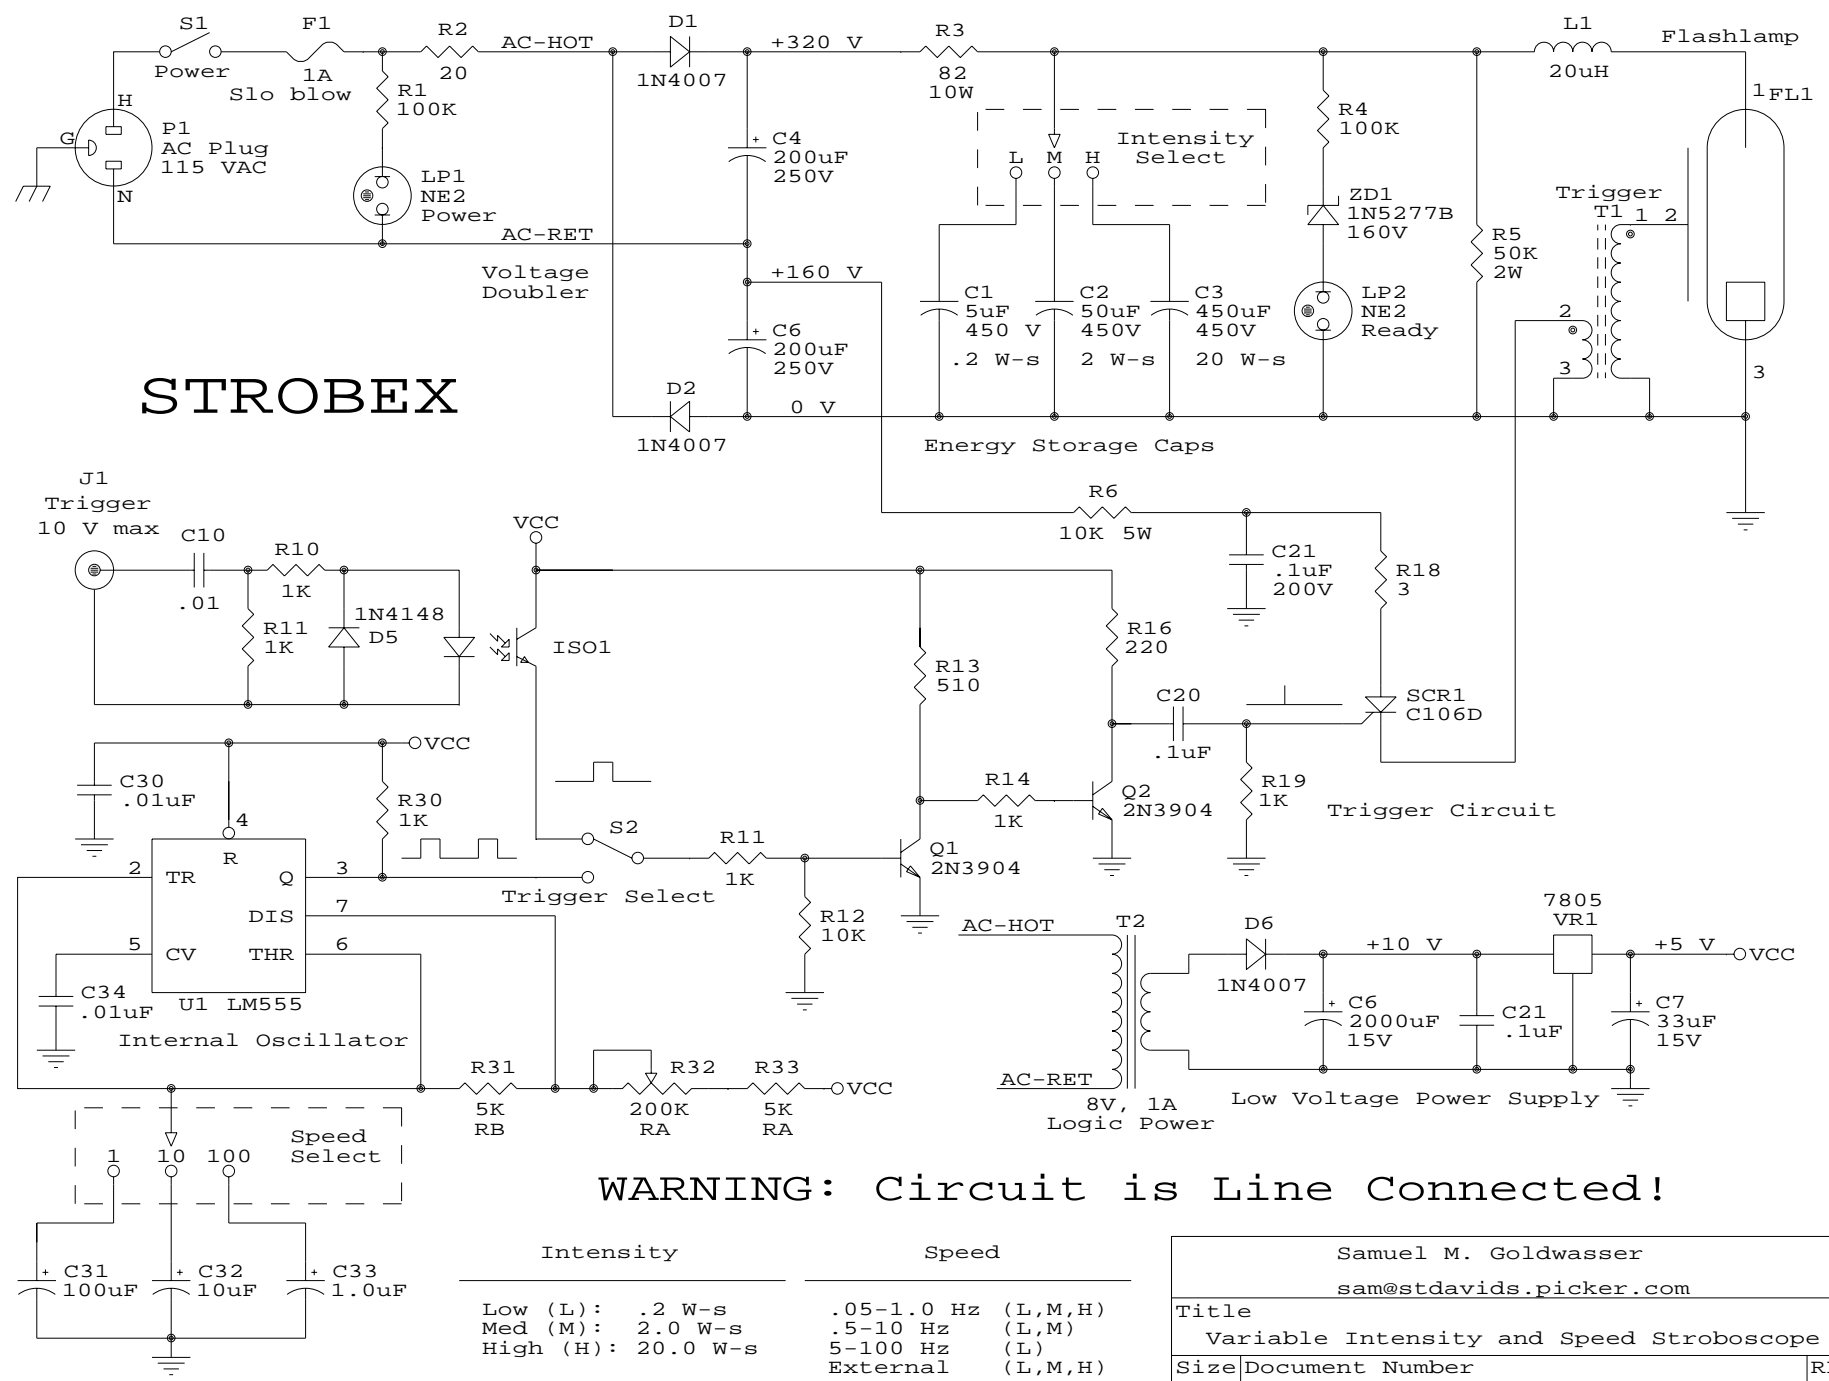 S1
Power
F1
1A
Slo blow
R2
20
AC-HOT
D1
1N4007
+320 V
R3
82
10W
L1
20uH
Flashlamp
1
FL1
H
G
N
P1
AC Plug
115 VAC
R1
100K
LP1
NE2
Power
AC-RET
Voltage
Doubler
C4
+
200uF
250V
+160 V
C6
+
200uF
250V
D2
1N4007
0 V
Intensity
Select
L M H
C1
5uF
450 V
.2 W-s
C2
50uF
450V
2 W-s
C3
450uF
450V
20 W-s
Energy Storage Caps
R4
100K
ZD1
1N5277B
160V
LP2
NE2
Ready
R5
50K
2W
Trigger
T1
1 2
2
3
3
STROBEX
J1
Trigger
10 V max
C10
.01
R10
1K
R11
1K
1N4148
D5
VCC
ISO1
R13
510
R16
220
R6
10K 5W
C21
.1uF
200V
R18
3
SCR1
C106D
C20
.1uF
R19
1K
Trigger Circuit
R14
1K
Q2
2N3904
Q1
2N3904
VCC
C30
.01uF
R30
1K
4
R
2
TR
Q
3
DIS
7
5
CV
THR
6
U1 LM555
C34
.01uF
Internal Oscillator
S2
Trigger Select
R11
1K
R12
10K
R31
5K
RB
R32
200K
RA
R33
5K
RA
VCC
AC-HOT
AC-RET
T2
8V, 1A
Logic Power
D6
1N4007
+10 V
7805
VR1
+5 V
VCC
C6
+
2000uF
15V
C21
.1uF
C7
+
33uF
15V
Low Voltage Power Supply
Speed
Select
1 10 100
C31
+
100uF
C32
+
10uF
C33
+
1.0uF
WARNING: Circuit is Line Connected!
Intensity
Low (L): .2 W-s
Med (M): 2.0 W-s
High (H): 20.0 W-s
Speed
.05-1.0 Hz (L,M,H)
.5-10 Hz (L,M)
5-100 Hz (L)
External (L,M,H)
Samuel M. Goldwasser
sam@stdavids.picker.com
Title
Variable Intensity and Speed Stroboscope
Size Document Number